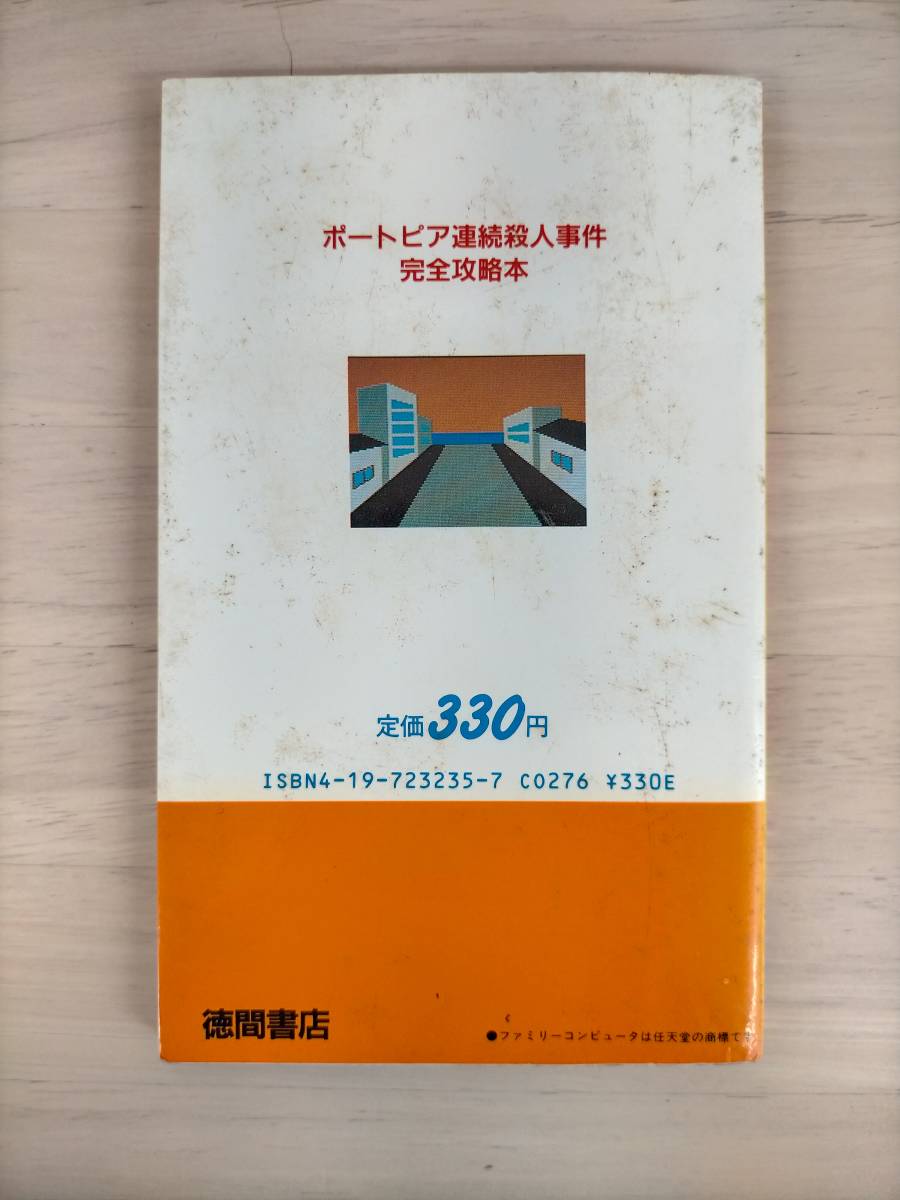 ポートピア連続殺人事件
完全攻略本
定価330円
ISBN4-19-723235-7 C0276 ¥330E
徳間書店
●ファミリーコンピュータは任天堂の商標です